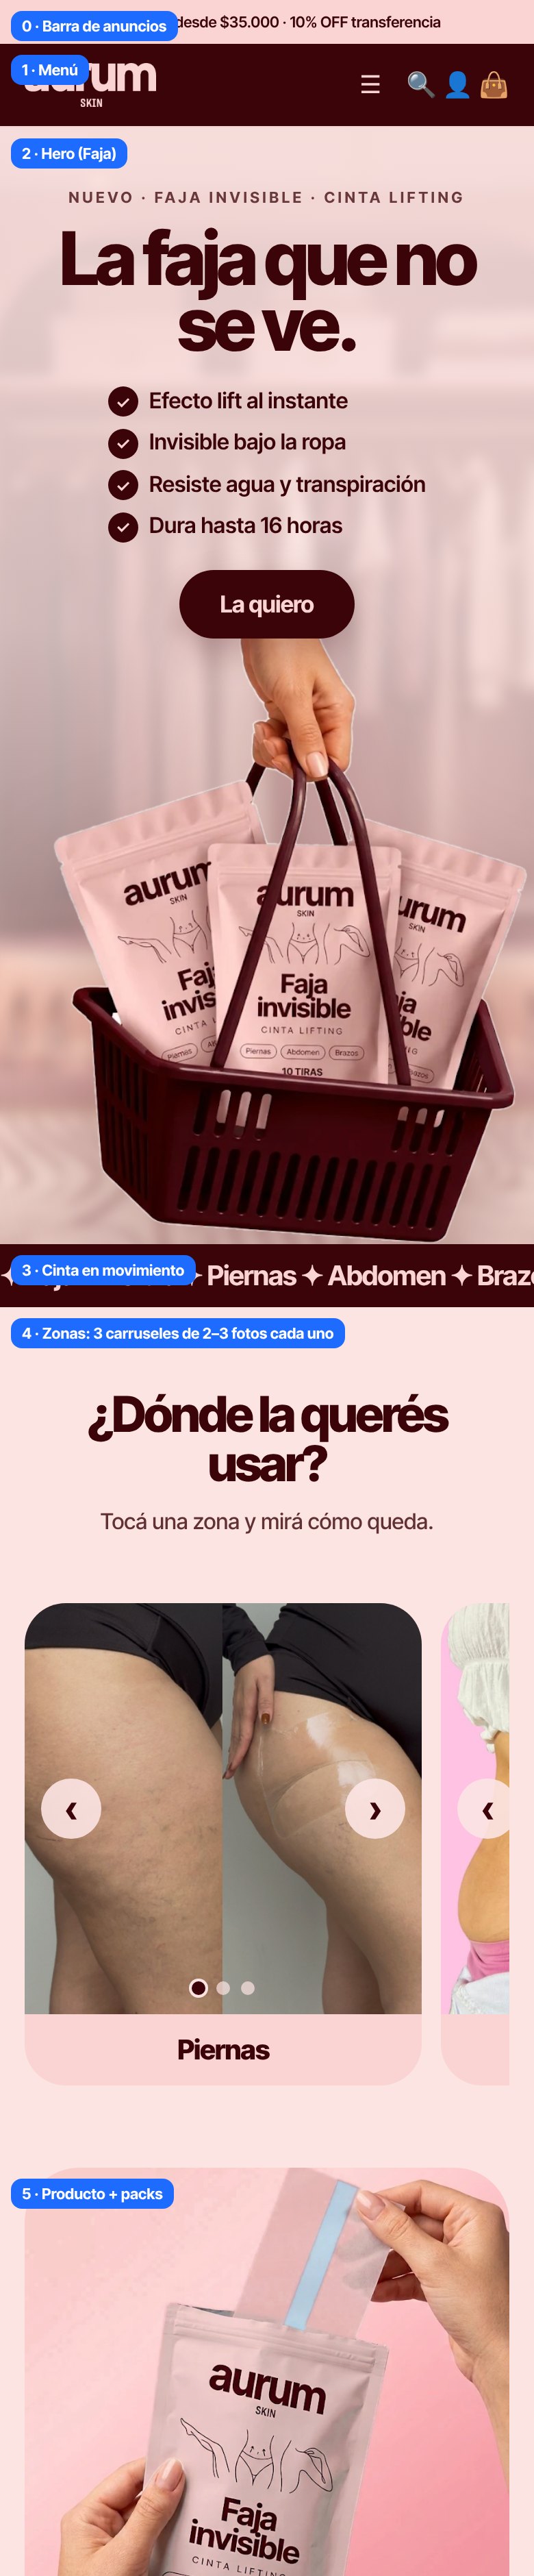 0 · Barra de anuncios
desde $35.000 · 10% OFF transferencia
1 · Menú
aurum
SKIN
2 · Hero (Faja)
NUEVO · FAJA INVISIBLE · CINTA LIFTING
La faja que no
se ve.
Efecto lift al instante
Invisible bajo la ropa
Resiste agua y transpiración
Dura hasta 16 horas
La quiero
aurum
SKIN
aurum
SKIN
Faja
invisible
CINTA LIFTING
Piernas
Abdomen
Brazos
10 TIRAS
3 · Cinta en movimiento
✦ Piernas ✦ Abdomen ✦
4 · Zonas: 3 carruseles de 2–3 fotos cada uno
¿Dónde la querés
usar?
Tocá una zona y mirá cómo queda.
‹
›
‹
Piernas
5 · Producto + packs
aurum
SKIN
Faja
invisible
CINTA LIFTING